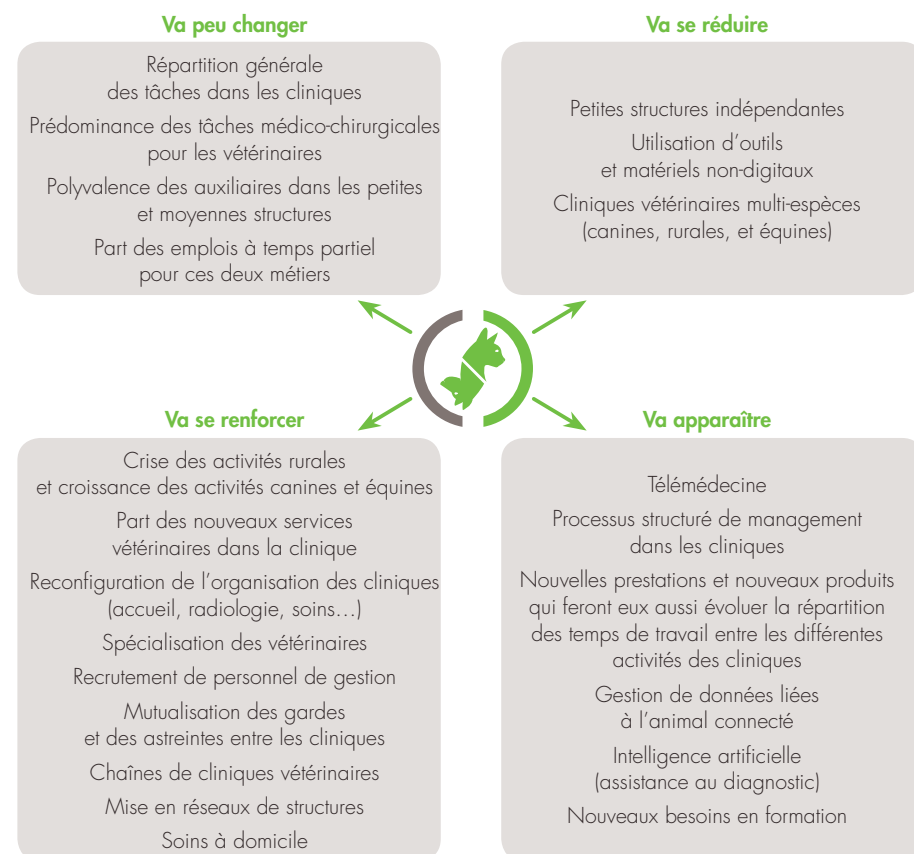 Va peu changer
Répartition générale
des tâches dans les cliniques
Prédominance des tâches médico-chirurgicales
pour les vétérinaires
Polyvalence des auxiliaires dans les petites
et moyennes structures
Part des emplois à temps partiel
pour ces deux métiers
Va se réduire
Petites structures indépendantes
Utilisation d’outils
et matériels non-digitaux
Cliniques vétérinaires multi-espèces
(canines, rurales, et équines)
Va se renforcer
Crise des activités rurales
et croissance des activités canines et équines
Part des nouveaux services
vétérinaires dans la clinique
Reconfiguration de l’organisation des cliniques
(accueil, radiologie, soins…)
Spécialisation des vétérinaires
Recrutement de personnel de gestion
Mutualisation des gardes
et des astreintes entre les cliniques
Chaînes de cliniques vétérinaires
Mise en réseaux de structures
Soins à domicile
Va apparaître
Télémédecine
Processus structuré de management
dans les cliniques
Nouvelles prestations et nouveaux produits
qui feront eux aussi évoluer la répartition
des temps de travail entre les différentes
activités des cliniques
Gestion de données liées
à l’animal connecté
Intelligence artificielle
(assistance au diagnostic)
Nouveaux besoins en formation